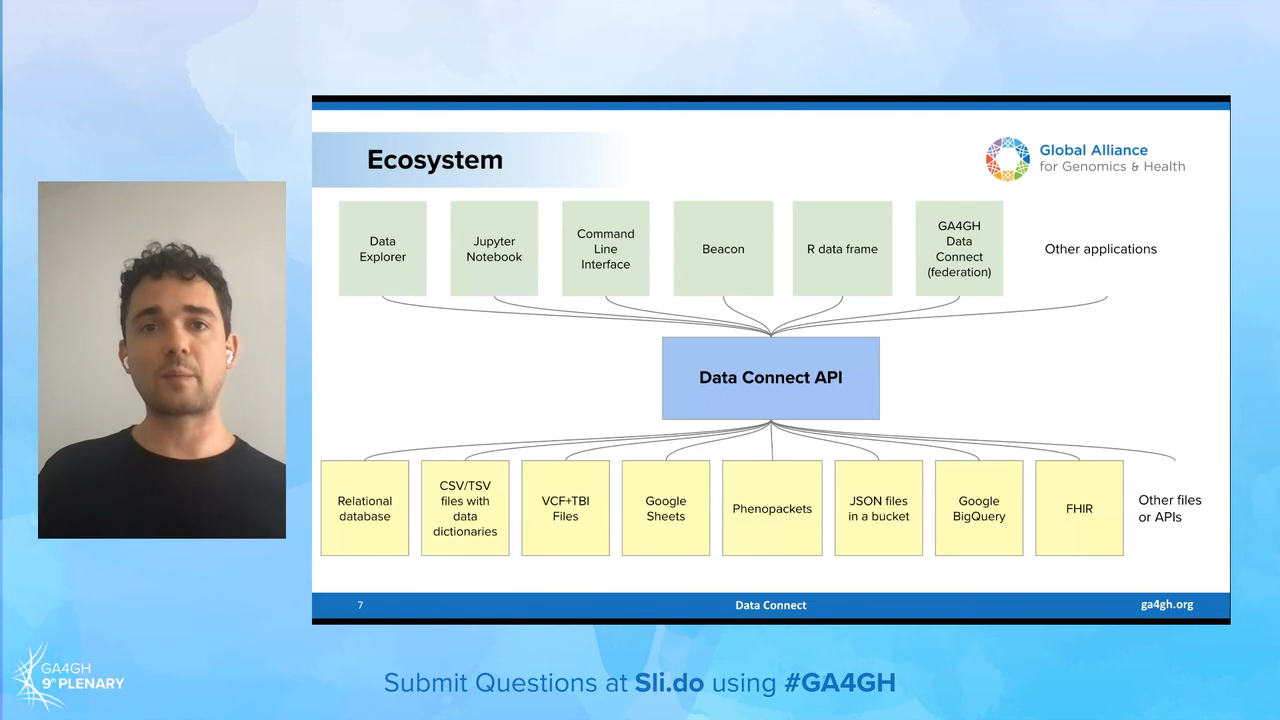 Ecosystem
Global Alliance
for Genomics & Health
Data
Explorer
Jupyter
Notebook
Command
Line
Interface
Beacon
R data frame
GA4GH
Data
Connect
(federation)
Other applications
Data Connect API
Relational
database
CSV/TSV
files with
data
dictionaries
VCF+TBI
Files
Google
Sheets
Phenopackets
JSON files
in a bucket
Google
BigQuery
FHIR
Other files
or APIs
7
Data Connect
ga4gh.org
GA4GH
9th PLENARY
Submit Questions at Sli.do using #GA4GH